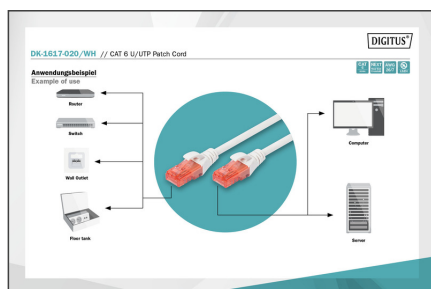 DIGITUS®
DK-1617-020/WH // CAT 6 U/UTP Patch Cord
Anwendungsbeispiel
Example of use
Router
Switch
Wall Outlet
Floor tank
Computer
Server